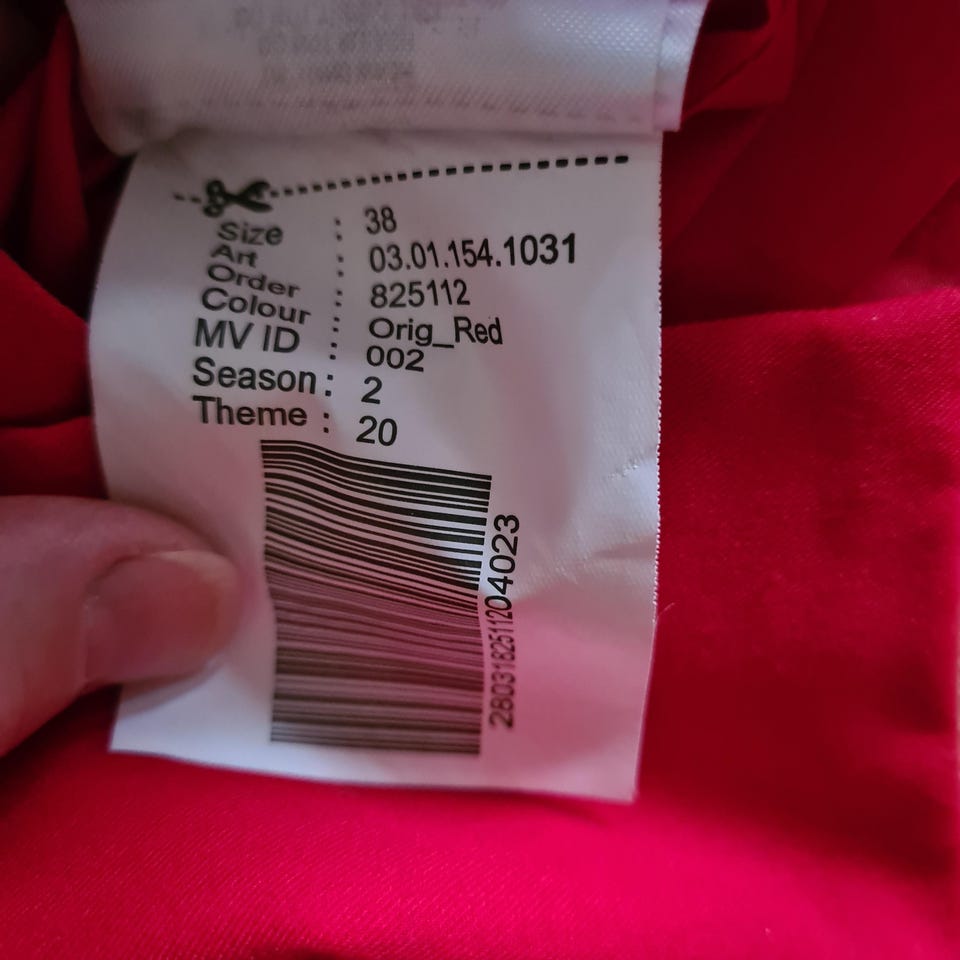 Size : 38
Art : 03.01.154.1031
Order : 825112
Colour : Orig_Red
MV ID : 002
Season : 2
Theme : 20
2803182511204023